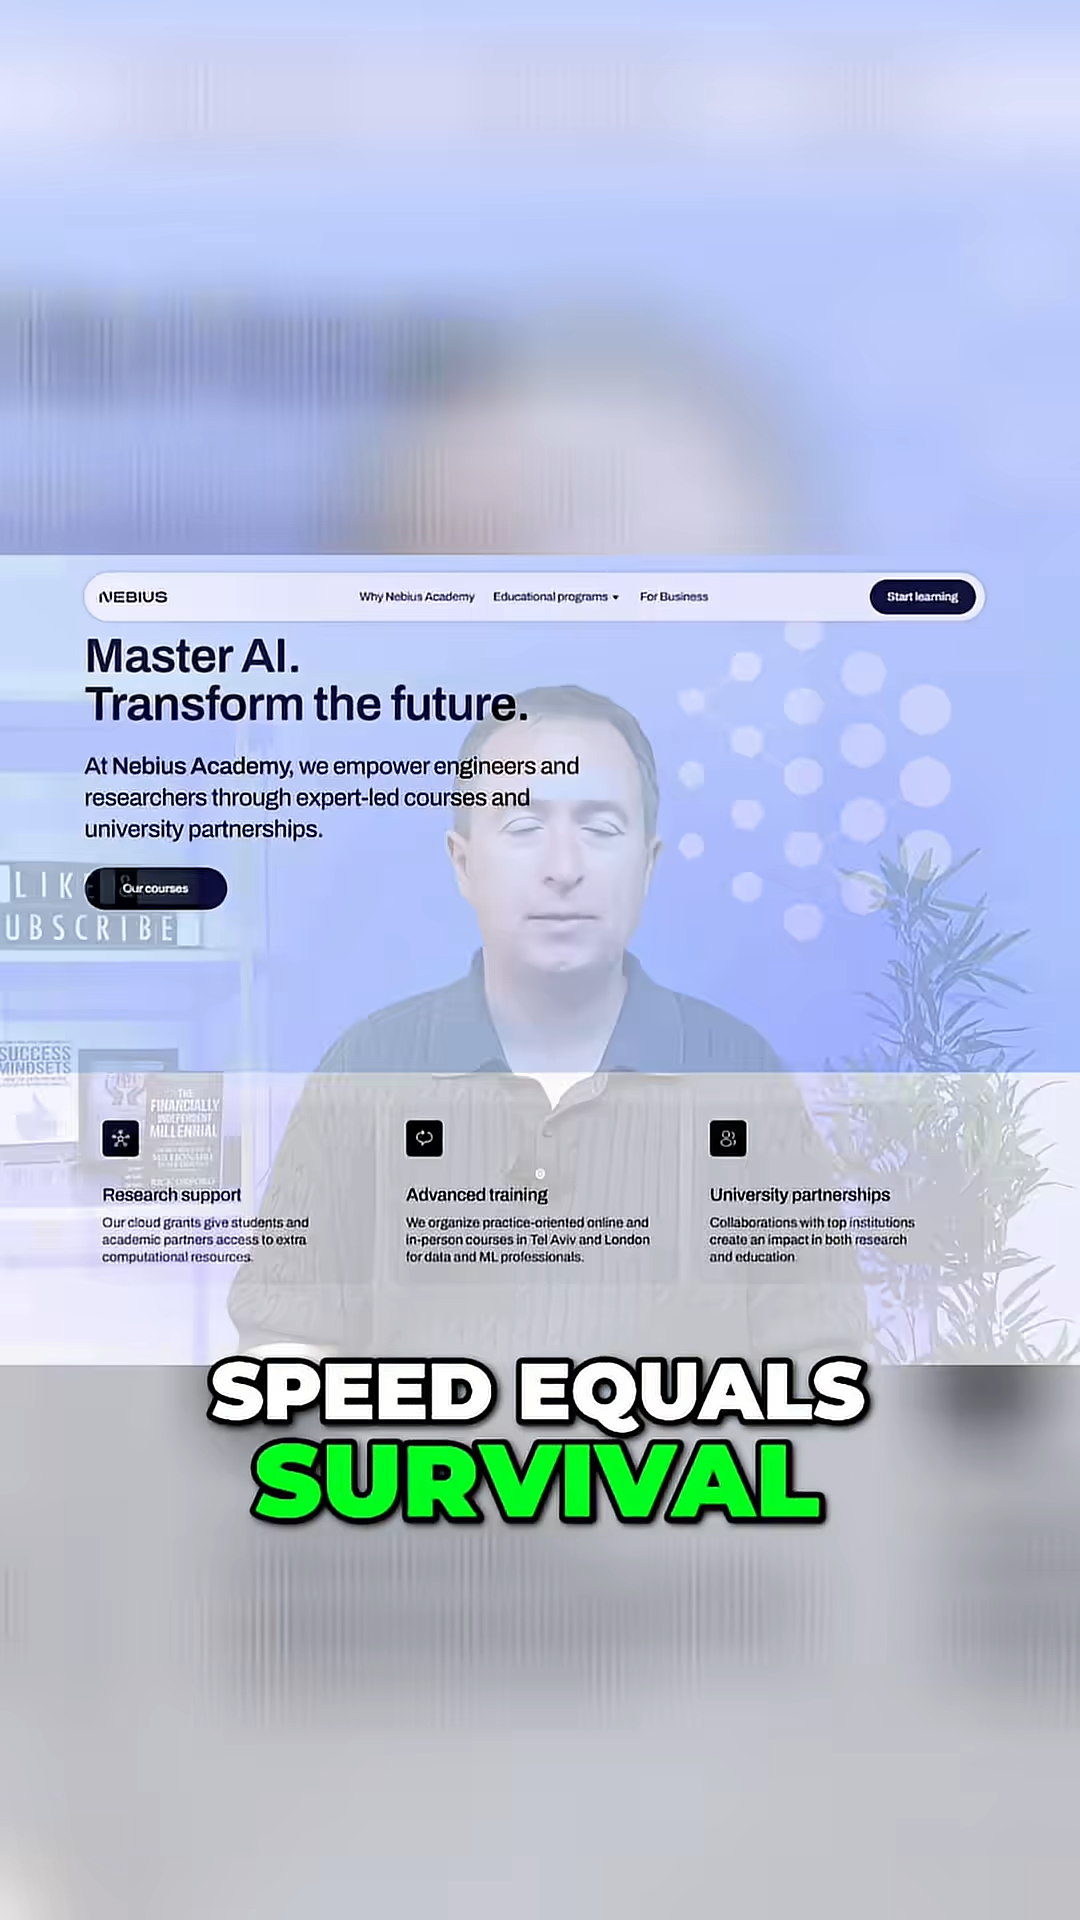 NEBIUS
Why Nebius Academy
Educational programs
For Business
Start learning
Master AI.
Transform the future.
At Nebius Academy, we empower engineers and
researchers through expert-led courses and
university partnerships.
Our courses
LIKE
UBSCRIBE
SUCCESS
MINDSETS
THE
FINANCIALLY
INDEPENDENT
MILLENNIAL
Research support
Our cloud grants give students and
academic partners access to extra
computational resources.
Advanced training
We organize practice-oriented online and
in-person courses in Tel Aviv and London
for data and ML professionals.
University partnerships
Collaborations with top institutions
create an impact in both research
and education
SPEED EQUALS
SURVIVAL